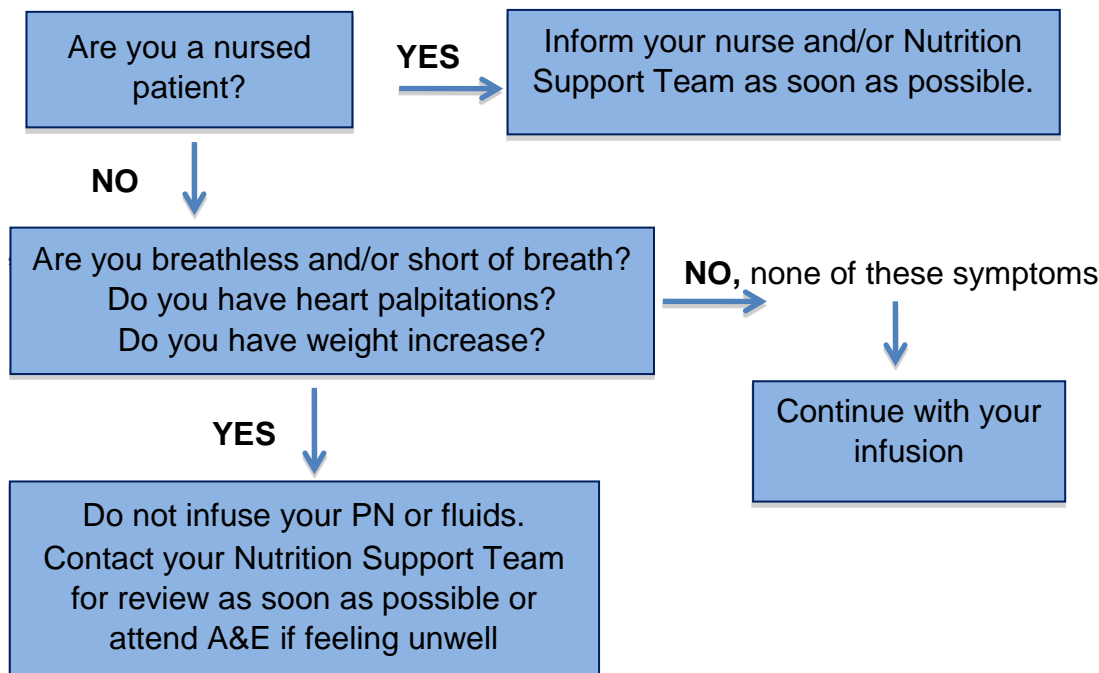 Are you a nursed
patient?
YES
Inform your nurse and/or Nutrition
Support Team as soon as possible.
NO
Are you breathless and/or short of breath?
Do you have heart palpitations?
Do you have weight increase?
NO, none of these symptoms
Continue with your
infusion
YES
Do not infuse your PN or fluids.
Contact your Nutrition Support Team
for review as soon as possible or
attend A&E if feeling unwell